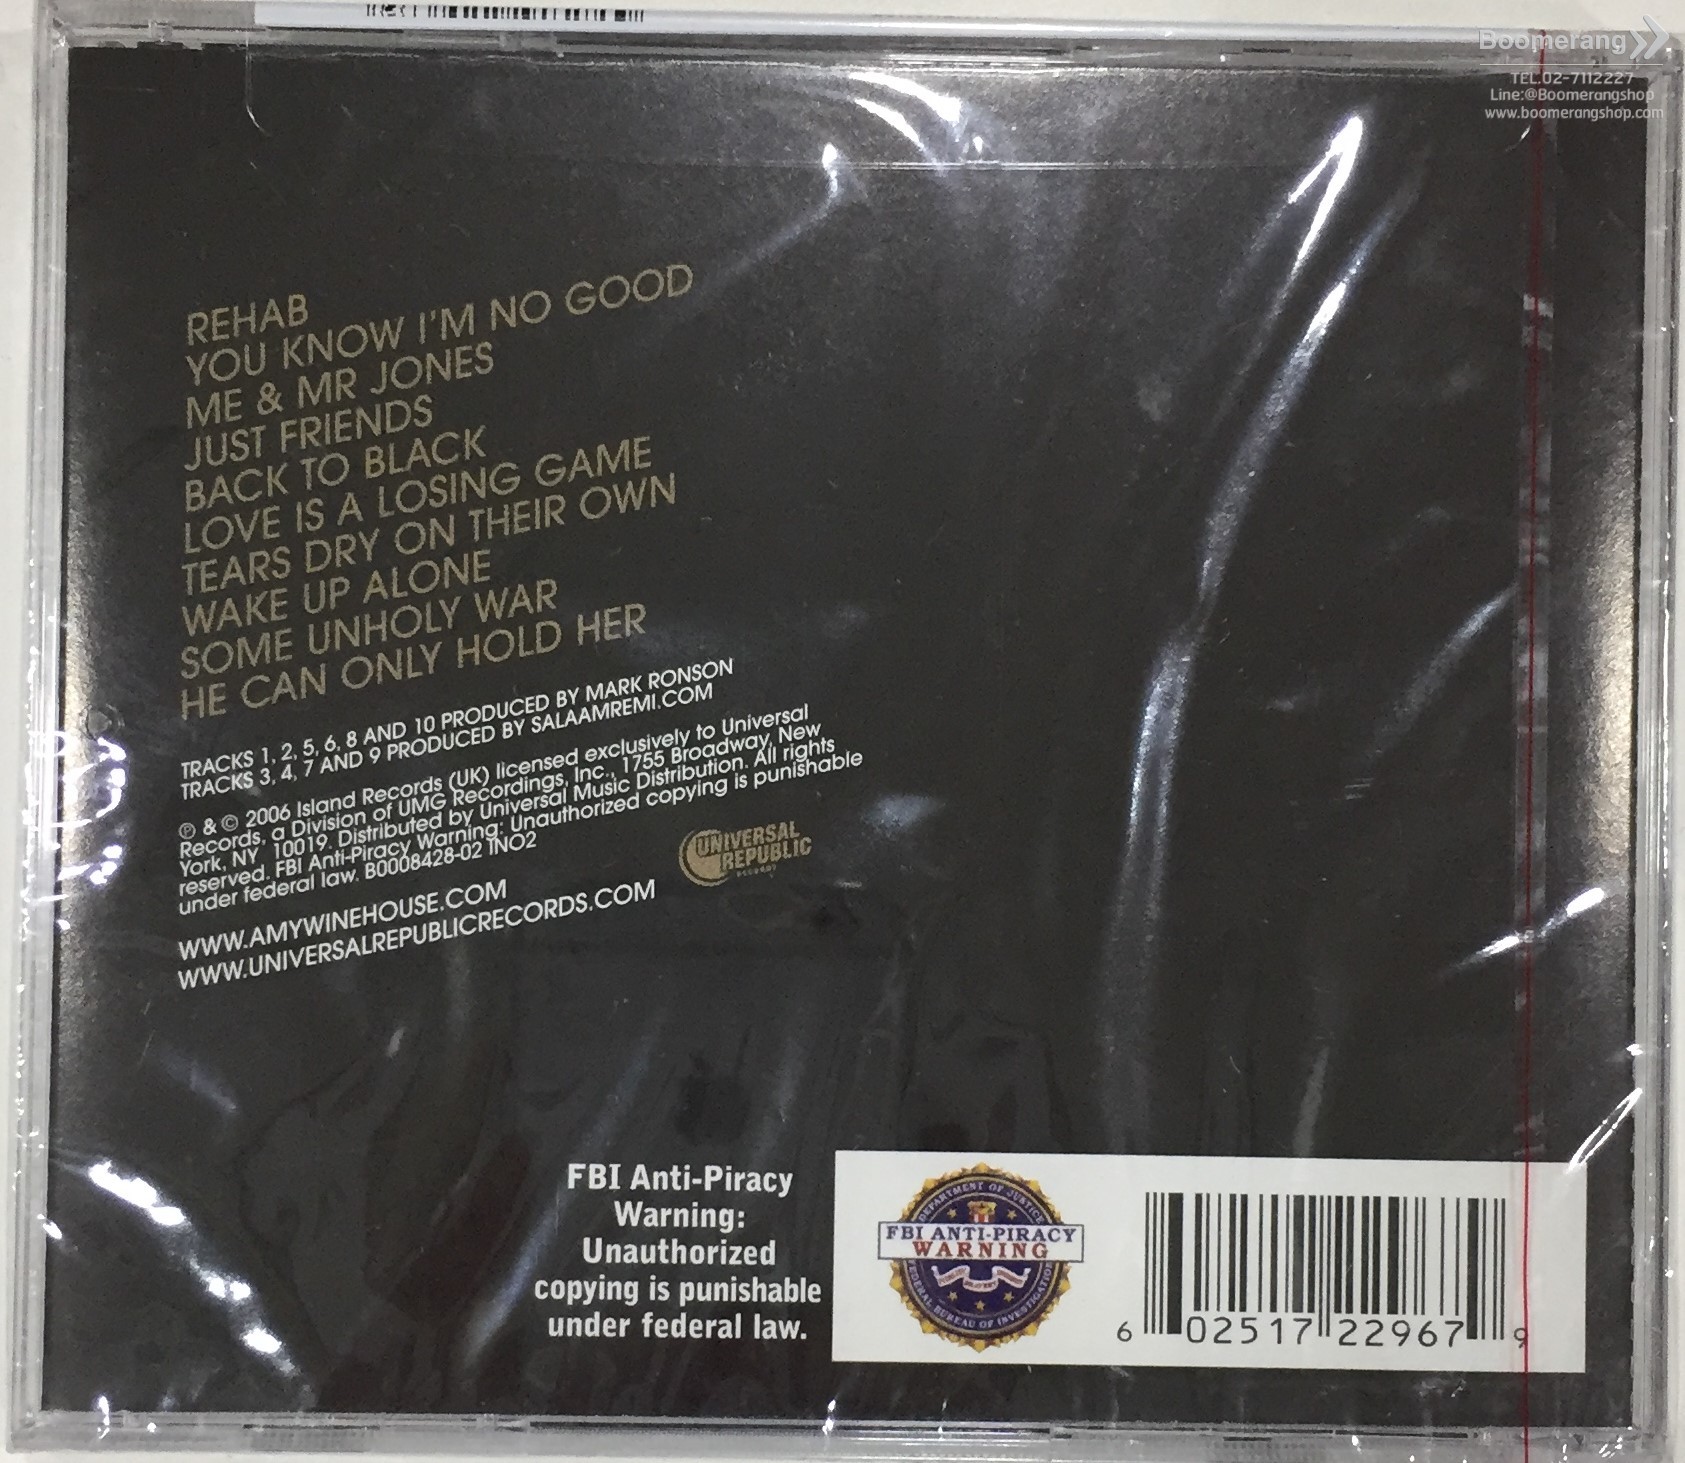 Boomerang
TEL.02-7112227
Line:@Boomerangshop
www.boomerangshop.com
REHAB
YOU KNOW I'M NO GOOD
ME & MR JONES
JUST FRIENDS
BACK TO BLACK
LOVE IS A LOSING GAME
TEARS DRY ON THEIR OWN
WAKE UP ALONE
SOME UNHOLY WAR
HE CAN ONLY HOLD HER
TRACKS 1, 2, 5, 6, 8 AND 10 PRODUCED BY MARK RONSON
TRACKS 3, 4, 7 AND 9 PRODUCED BY SALAAMREMI.COM
℗ & © 2006 Island Records (UK) licensed exclusively to Universal
Records, a Division of UMG Recordings, Inc., 1755 Broadway, New
York, NY, 10019. Distributed by Universal Music Distribution. All rights
reserved. FBI Anti-Piracy Warning: Unauthorized copying is punishable
under federal law. B0008428-02 1NO2
UNIVERSAL
REPUBLIC
RECORDS
WWW.AMYWINEHOUSE.COM
WWW.UNIVERSALREPUBLICRECORDS.COM
FBI Anti-Piracy
Warning:
Unauthorized
copying is punishable
under federal law.
DEPARTMENT OF JUSTICE
FBI ANTI-PIRACY
WARNING
FEDERAL BUREAU OF INVESTIGATION
6 02517 22967 9